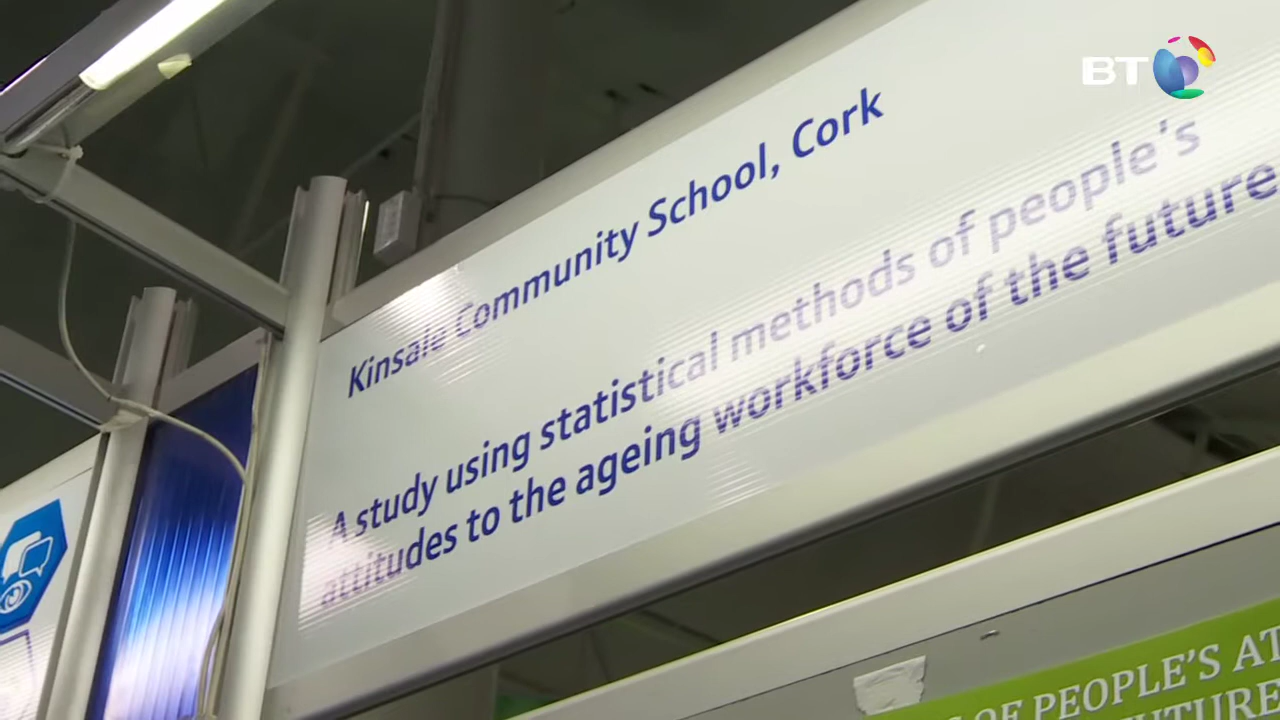 BT
Kinsale Community School, Cork
A study using statistical methods of people's
attitudes to the ageing workforce of the future
OF PEOPLE'S AT
FUTURE